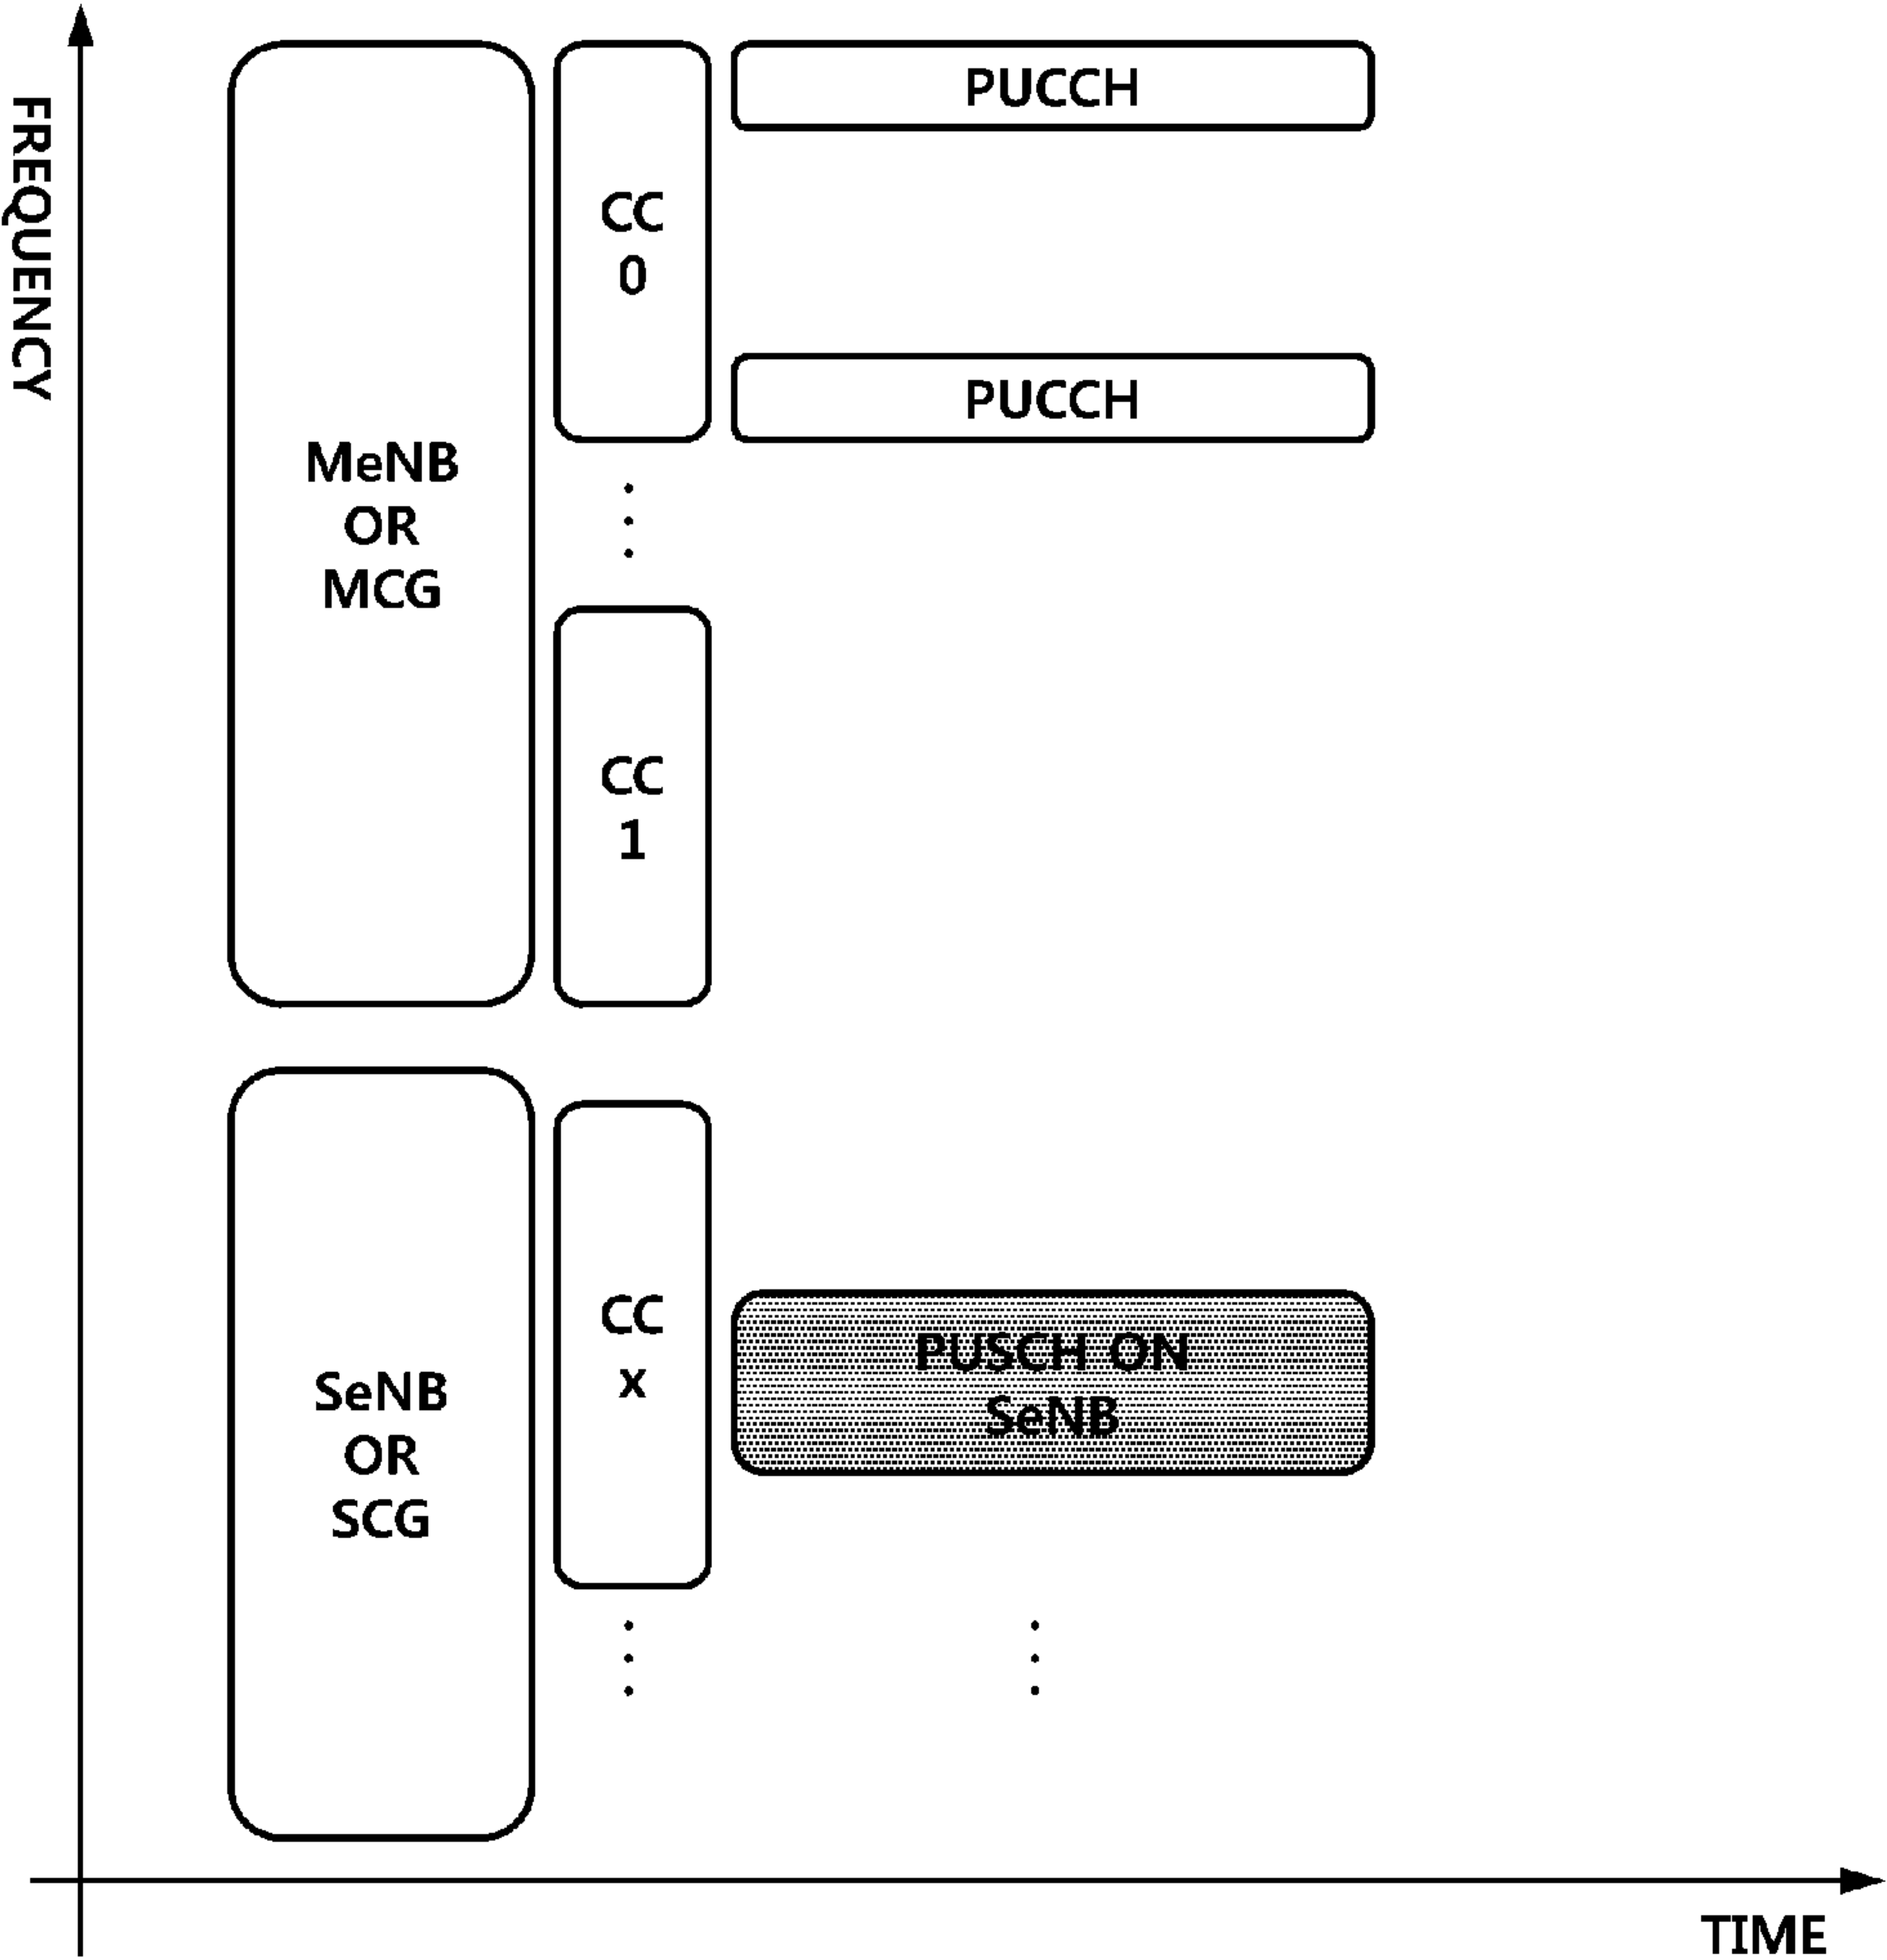 FREQUENCY
MeNB
OR
MCG
CC
0
PUCCH
PUCCH
CC
1
SeNB
OR
SCG
CC
x
PUSCH ON
SeNB
TIME